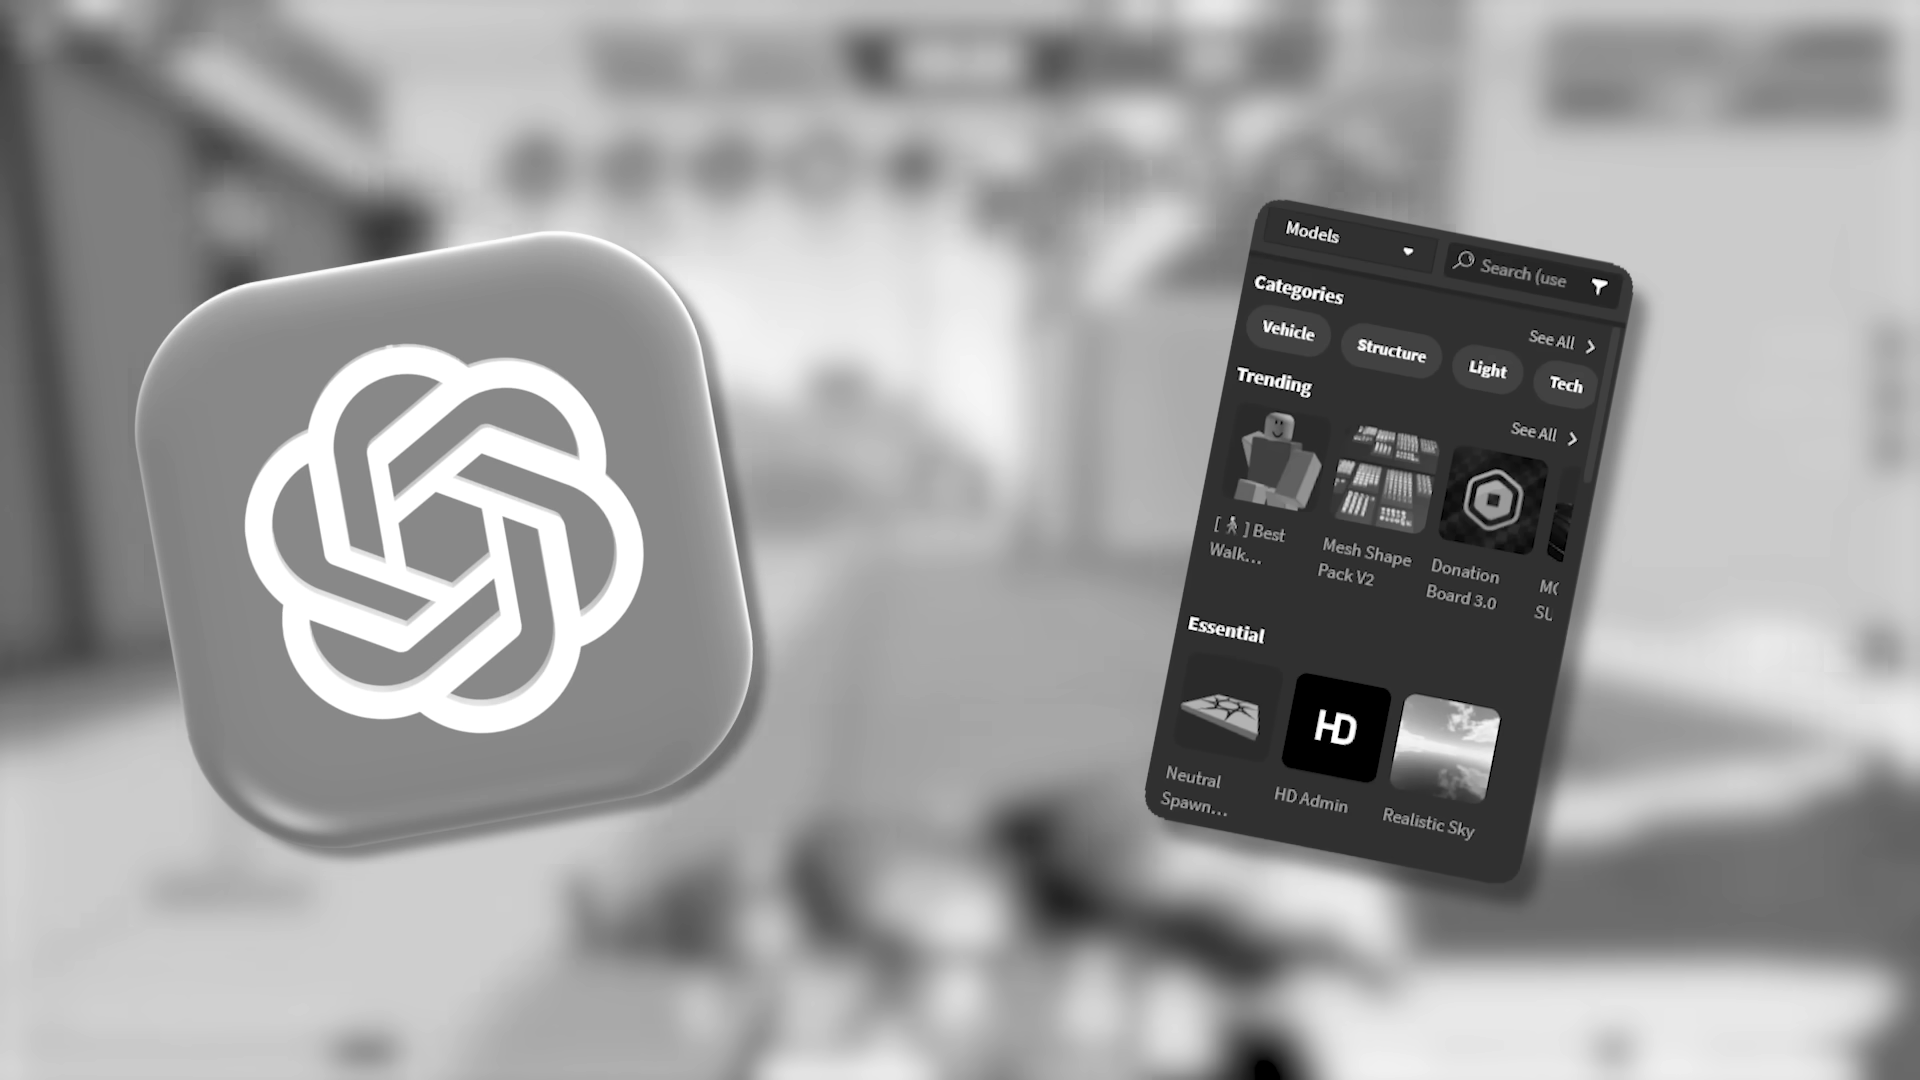 Models
Search (use
Categories
See All
Vehicle
Structure
Light
Tech
Trending
See All
[🚶] Best
Walk...
Mesh Shape
Pack V2
Donation
Board 3.0
SU
Essential
Neutral
Spawn...
HD
HD Admin
Realistic Sky